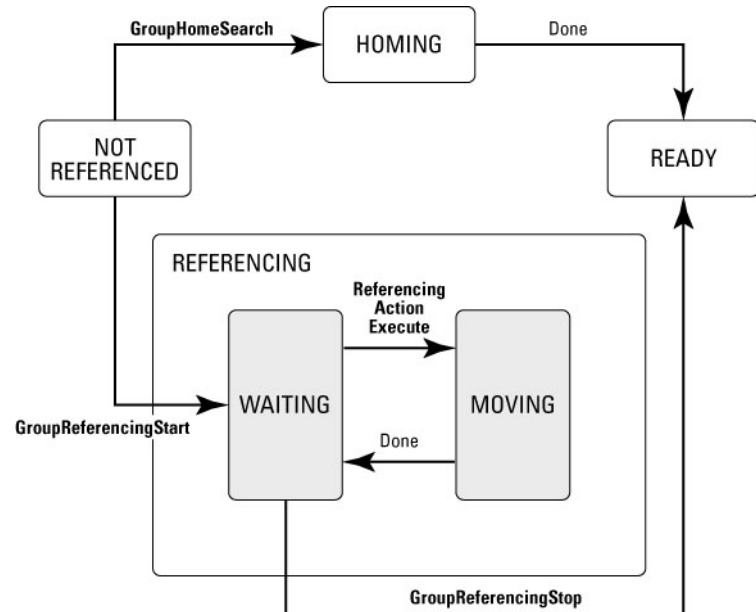 GroupHomeSearch
HOMING
Done
NOT
REFERENCED
READY
REFERENCING
Referencing
Action
Execute
WAITING
MOVING
GroupReferencingStart
Done
GroupReferencingStop